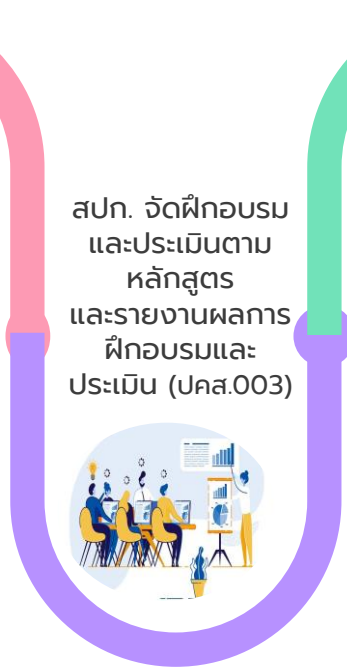 สปก. จัดฝึกอบรม
และประเมินตาม
หลักสูตร
และรายงานผลการ
ฝึกอบรมและ
ประเมิน (ปคส.003)